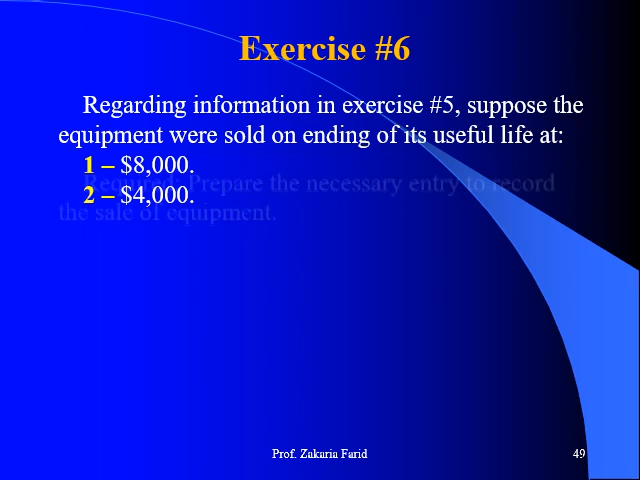 Exercise #6
Regarding information in exercise #5, suppose the
equipment were sold on ending of its useful life at:
1 – $8,000.
Required: Prepare the necessary entry to record
2 – $4,000.
the sale of equipment.
Prof. Zakaria Farid
49